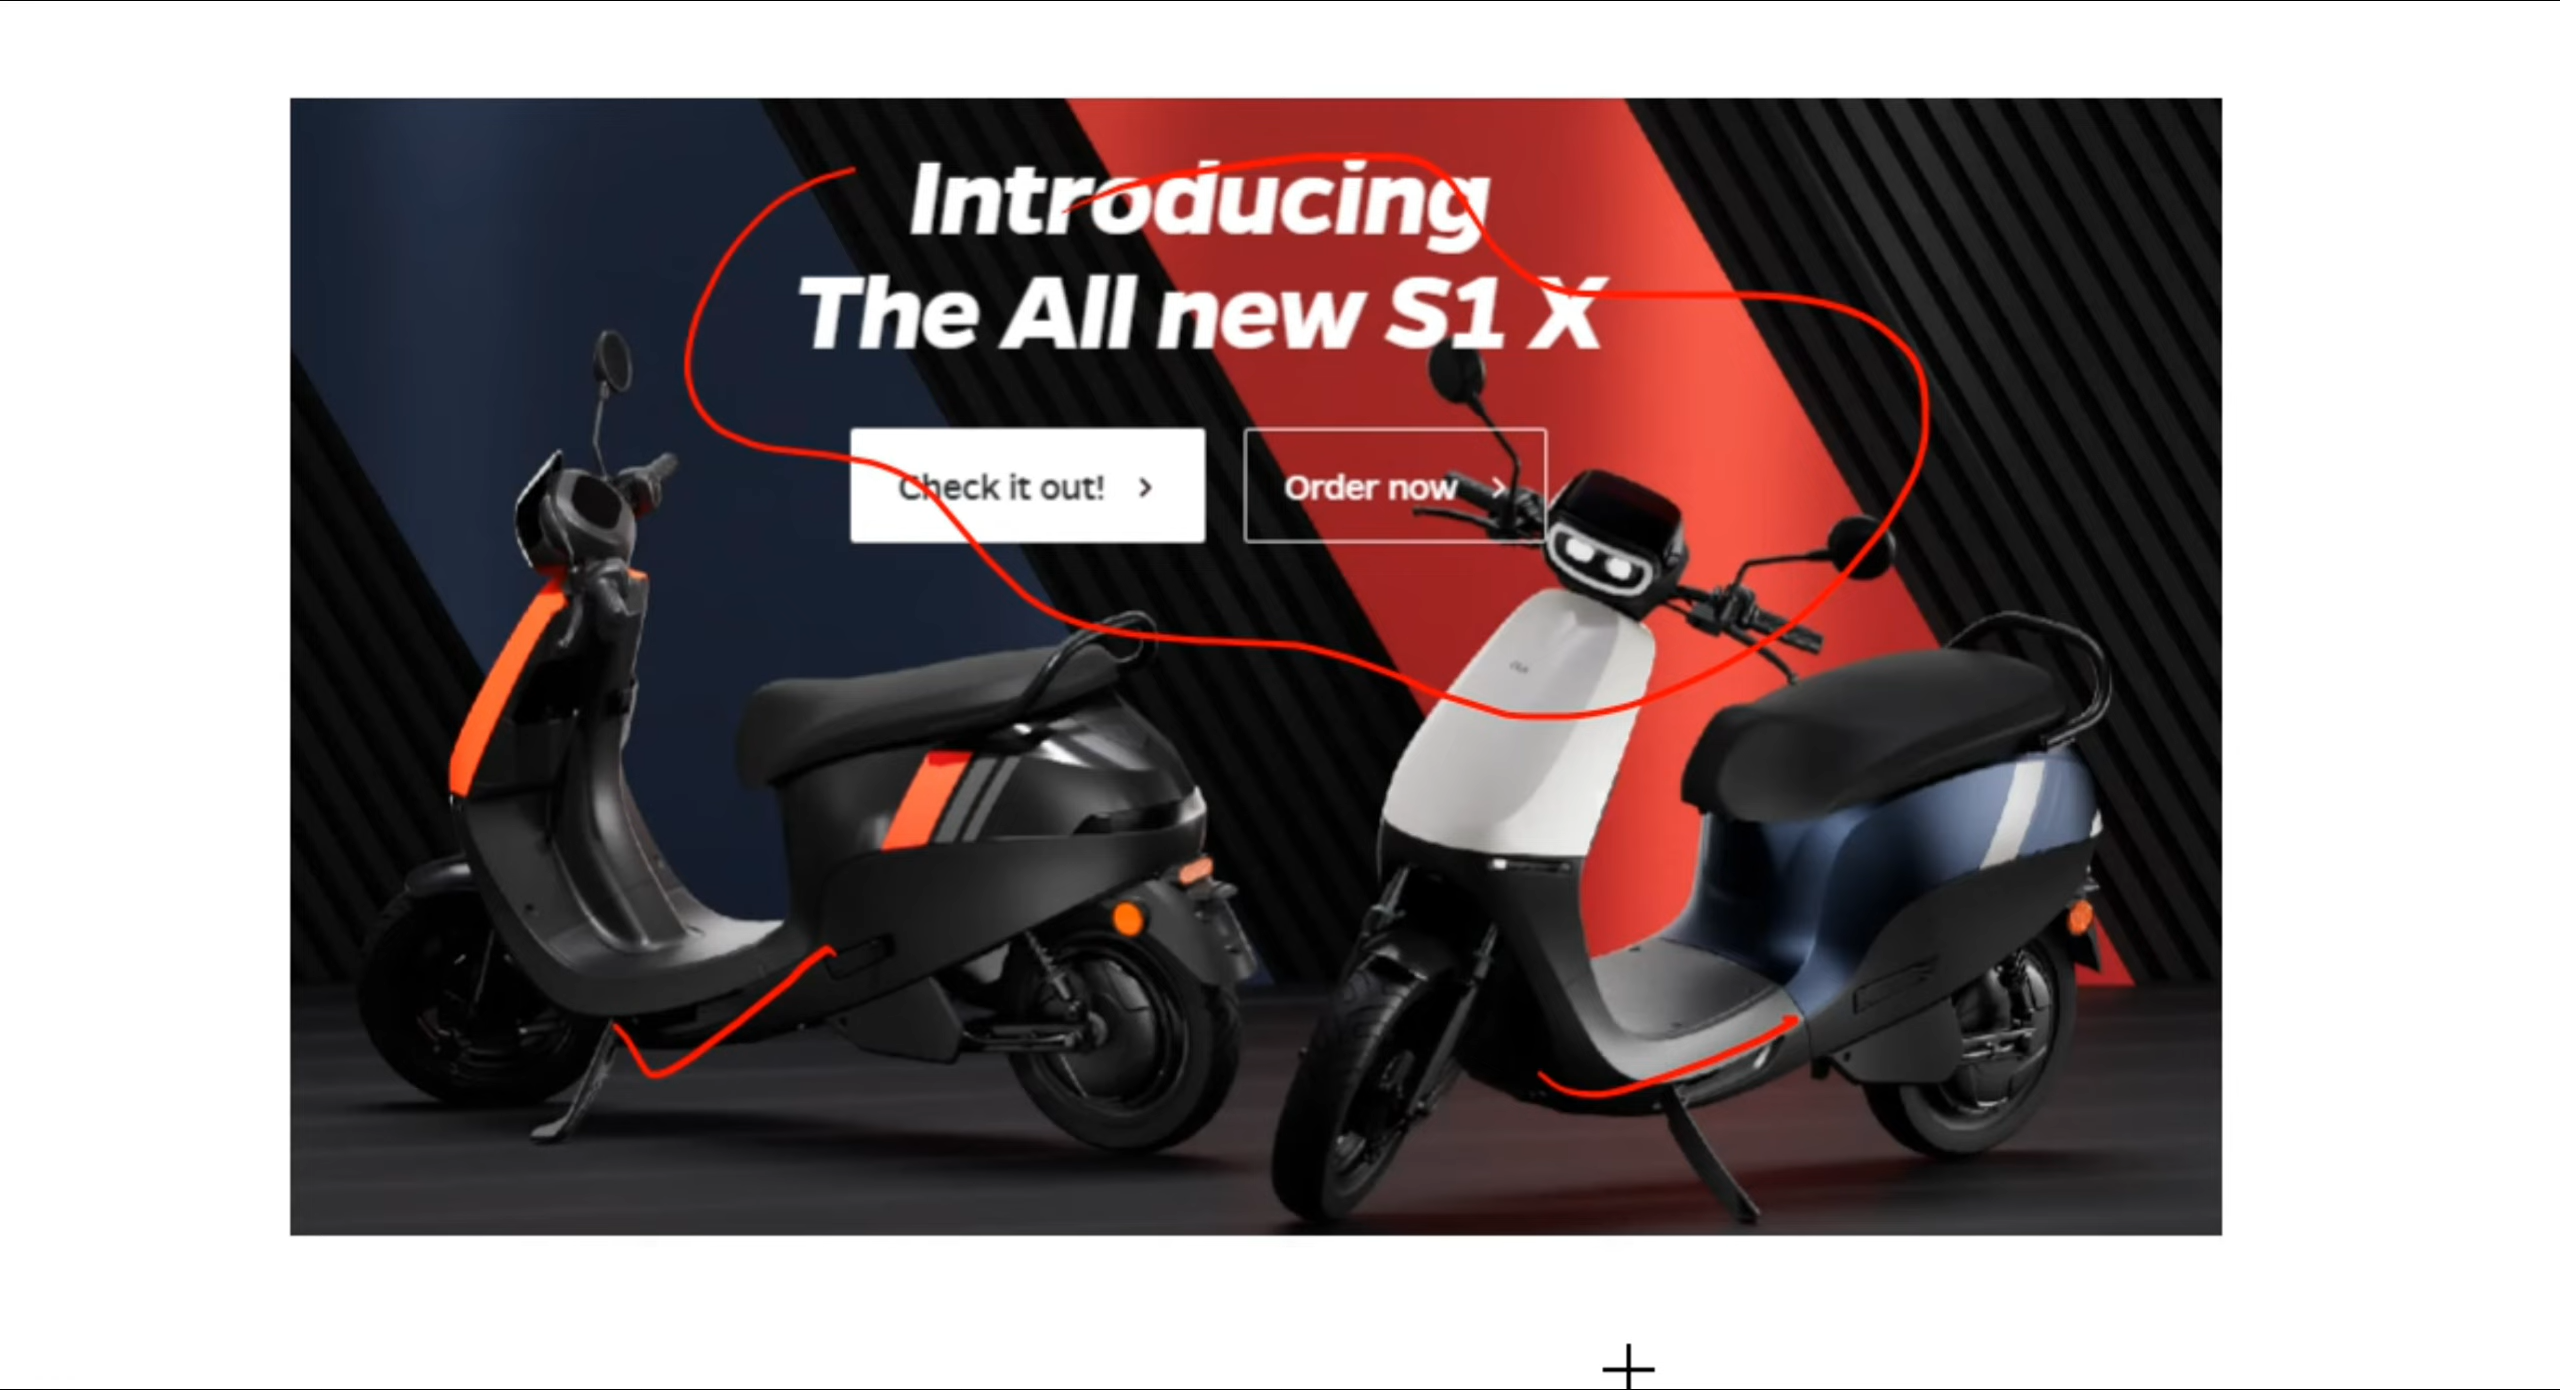 Introducing
The All new S1 X
Check it out!
Order now